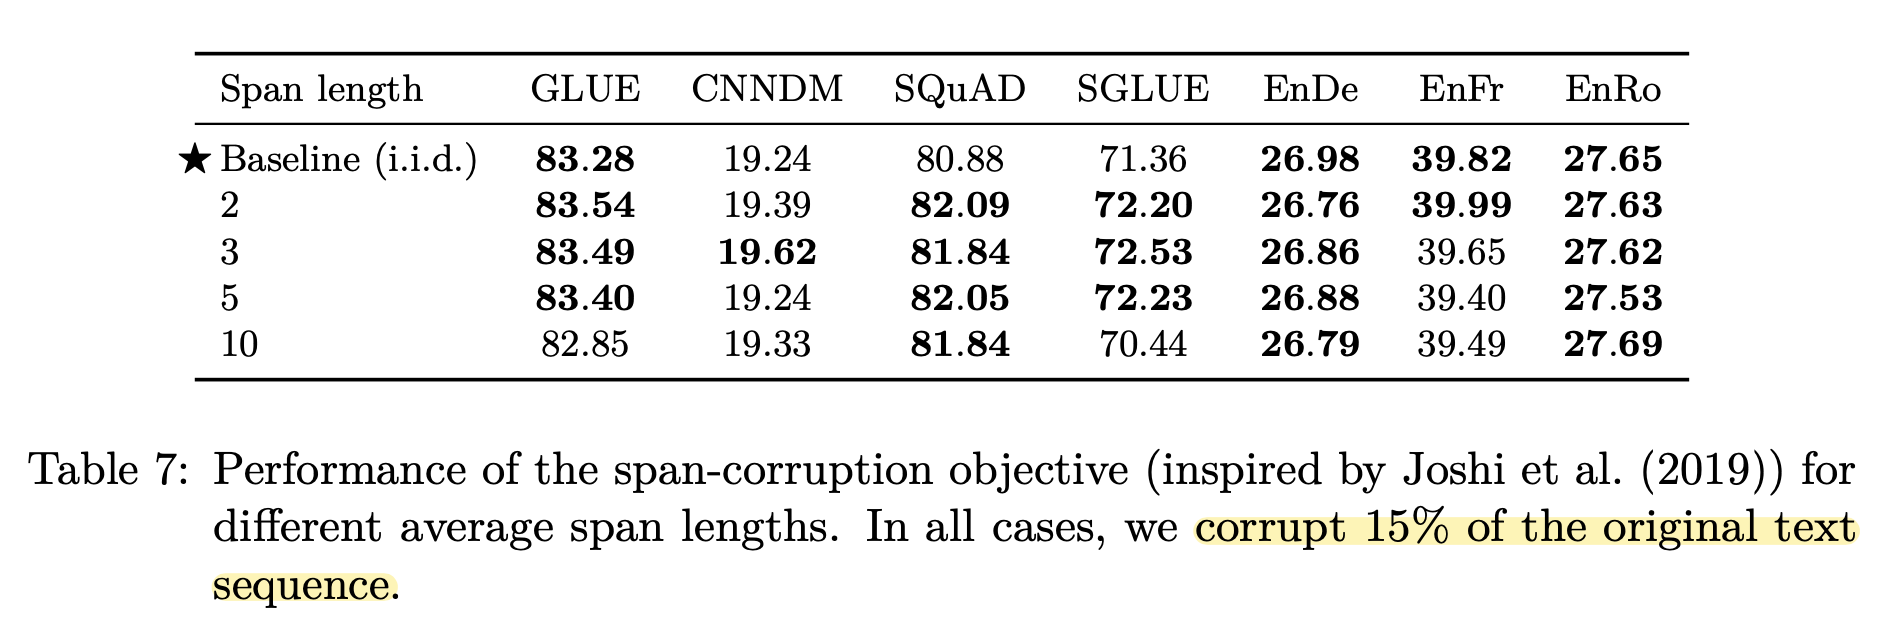 Span length GLUE CNNDM SQuAD SGLUE EnDe EnFr EnRo
★ Baseline (i.i.d.) 83.28 19.24 80.88 71.36 26.98 39.82 27.65
2 83.54 19.39 82.09 72.20 26.76 39.99 27.63
3 83.49 19.62 81.84 72.53 26.86 39.65 27.62
5 83.40 19.24 82.05 72.23 26.88 39.40 27.53
10 82.85 19.33 81.84 70.44 26.79 39.49 27.69
Table 7: Performance of the span-corruption objective (inspired by Joshi et al. (2019)) for
different average span lengths. In all cases, we corrupt 15% of the original text
sequence.